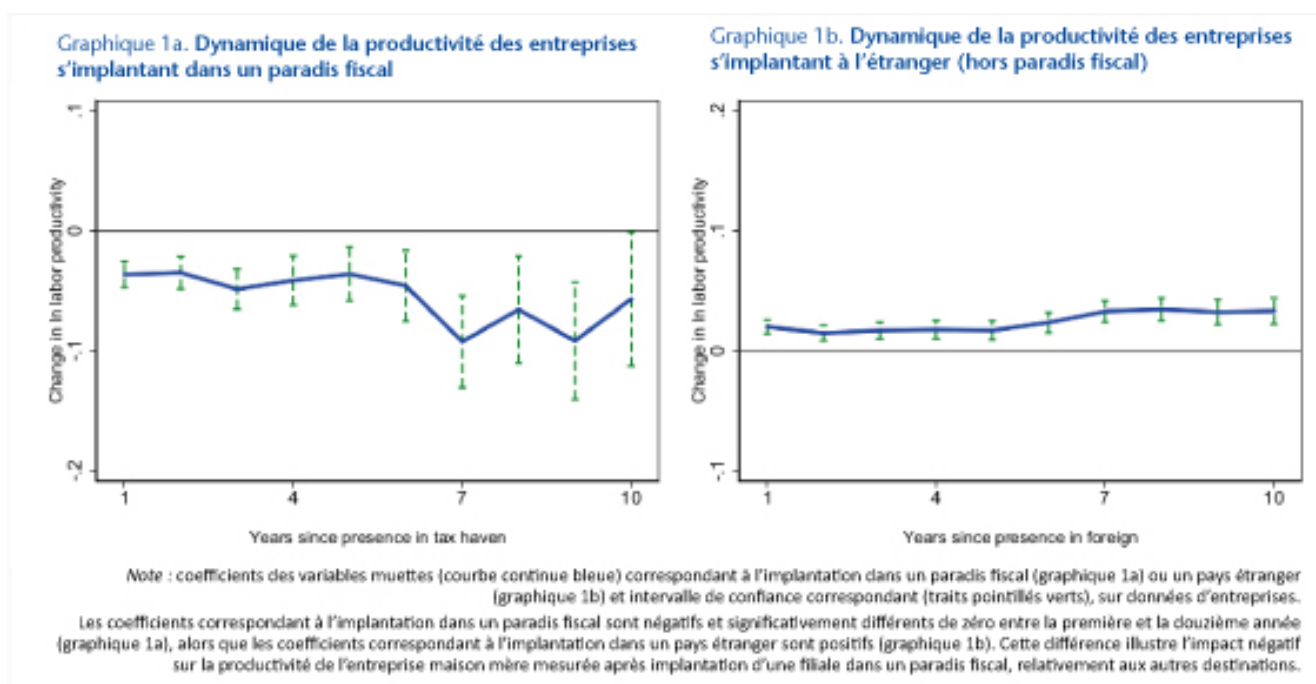 Graphique 1a. Dynamique de la productivité des entreprises
s'implantant dans un paradis fiscal
.1
0
-.1
-.2
Change in ln labor productivity
1
4
7
10
Years since presence in tax haven
Graphique 1b. Dynamique de la productivité des entreprises
s'implantant à l'étranger (hors paradis fiscal)
.2
.1
0
-.1
Change in ln labor productivity
1
4
7
10
Years since presence in foreign
Note : coefficients des variables muettes (courbe continue bleue) correspondant à l'implantation dans un paradis fiscal (graphique 1a) ou un pays étranger
(graphique 1b) et intervalle de confiance correspondant (traits pointillés verts), sur données d'entreprises.
Les coefficients correspondant à l'implantation dans un paradis fiscal sont négatifs et significativement différents de zéro entre la première et la douzième année
(graphique 1a), alors que les coefficients correspondant à l'implantation dans un pays étranger sont positifs (graphique 1b). Cette différence illustre l'impact négatif
sur la productivité de l'entreprise maison mère mesurée après implantation d'une filiale dans un paradis fiscal, relativement aux autres destinations.